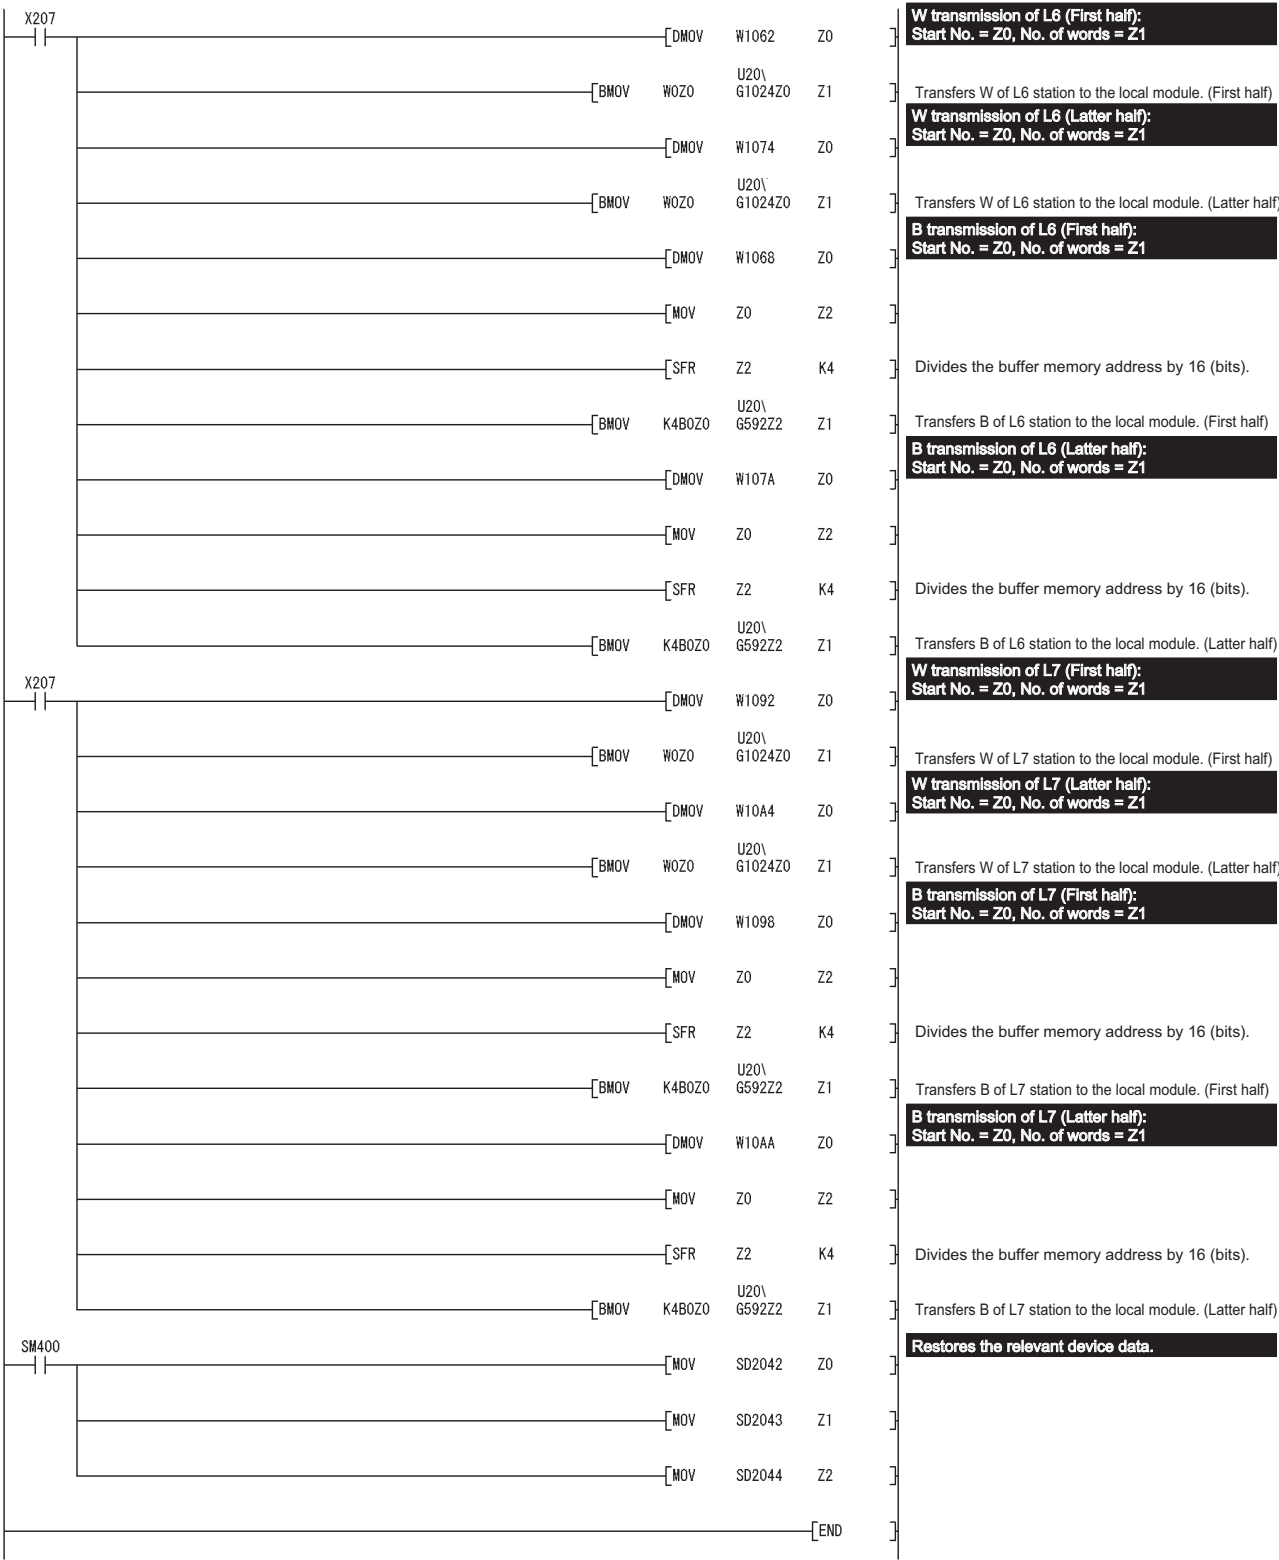 X207
W transmission of L6 (First half):
Start No. = Z0, No. of words = Z1
DMOV W1062 Z0
U20\
BMOV W0Z0 G1024Z0 Z1 Transfers W of L6 station to the local module. (First half)
W transmission of L6 (Latter half):
Start No. = Z0, No. of words = Z1
DMOV W1074 Z0
U20\
BMOV W0Z0 G1024Z0 Z1 Transfers W of L6 station to the local module. (Latter half)
B transmission of L6 (First half):
Start No. = Z0, No. of words = Z1
DMOV W1068 Z0
MOV Z0 Z2
SFR Z2 K4 Divides the buffer memory address by 16 (bits).
U20\
BMOV K4B0Z0 G592Z2 Z1 Transfers B of L6 station to the local module. (First half)
B transmission of L6 (Latter half):
Start No. = Z0, No. of words = Z1
DMOV W107A Z0
MOV Z0 Z2
SFR Z2 K4 Divides the buffer memory address by 16 (bits).
U20\
BMOV K4B0Z0 G592Z2 Z1 Transfers B of L6 station to the local module. (Latter half)
X207
W transmission of L7 (First half):
Start No. = Z0, No. of words = Z1
DMOV W1092 Z0
U20\
BMOV W0Z0 G1024Z0 Z1 Transfers W of L7 station to the local module. (First half)
W transmission of L7 (Latter half):
Start No. = Z0, No. of words = Z1
DMOV W10A4 Z0
U20\
BMOV W0Z0 G1024Z0 Z1 Transfers W of L7 station to the local module. (Latter half)
B transmission of L7 (First half):
Start No. = Z0, No. of words = Z1
DMOV W1098 Z0
MOV Z0 Z2
SFR Z2 K4 Divides the buffer memory address by 16 (bits).
U20\
BMOV K4B0Z0 G592Z2 Z1 Transfers B of L7 station to the local module. (First half)
B transmission of L7 (Latter half):
Start No. = Z0, No. of words = Z1
DMOV W10AA Z0
MOV Z0 Z2
SFR Z2 K4 Divides the buffer memory address by 16 (bits).
U20\
BMOV K4B0Z0 G592Z2 Z1 Transfers B of L7 station to the local module. (Latter half)
SM400
Restores the relevant device data.
MOV SD2042 Z0
MOV SD2043 Z1
MOV SD2044 Z2
END